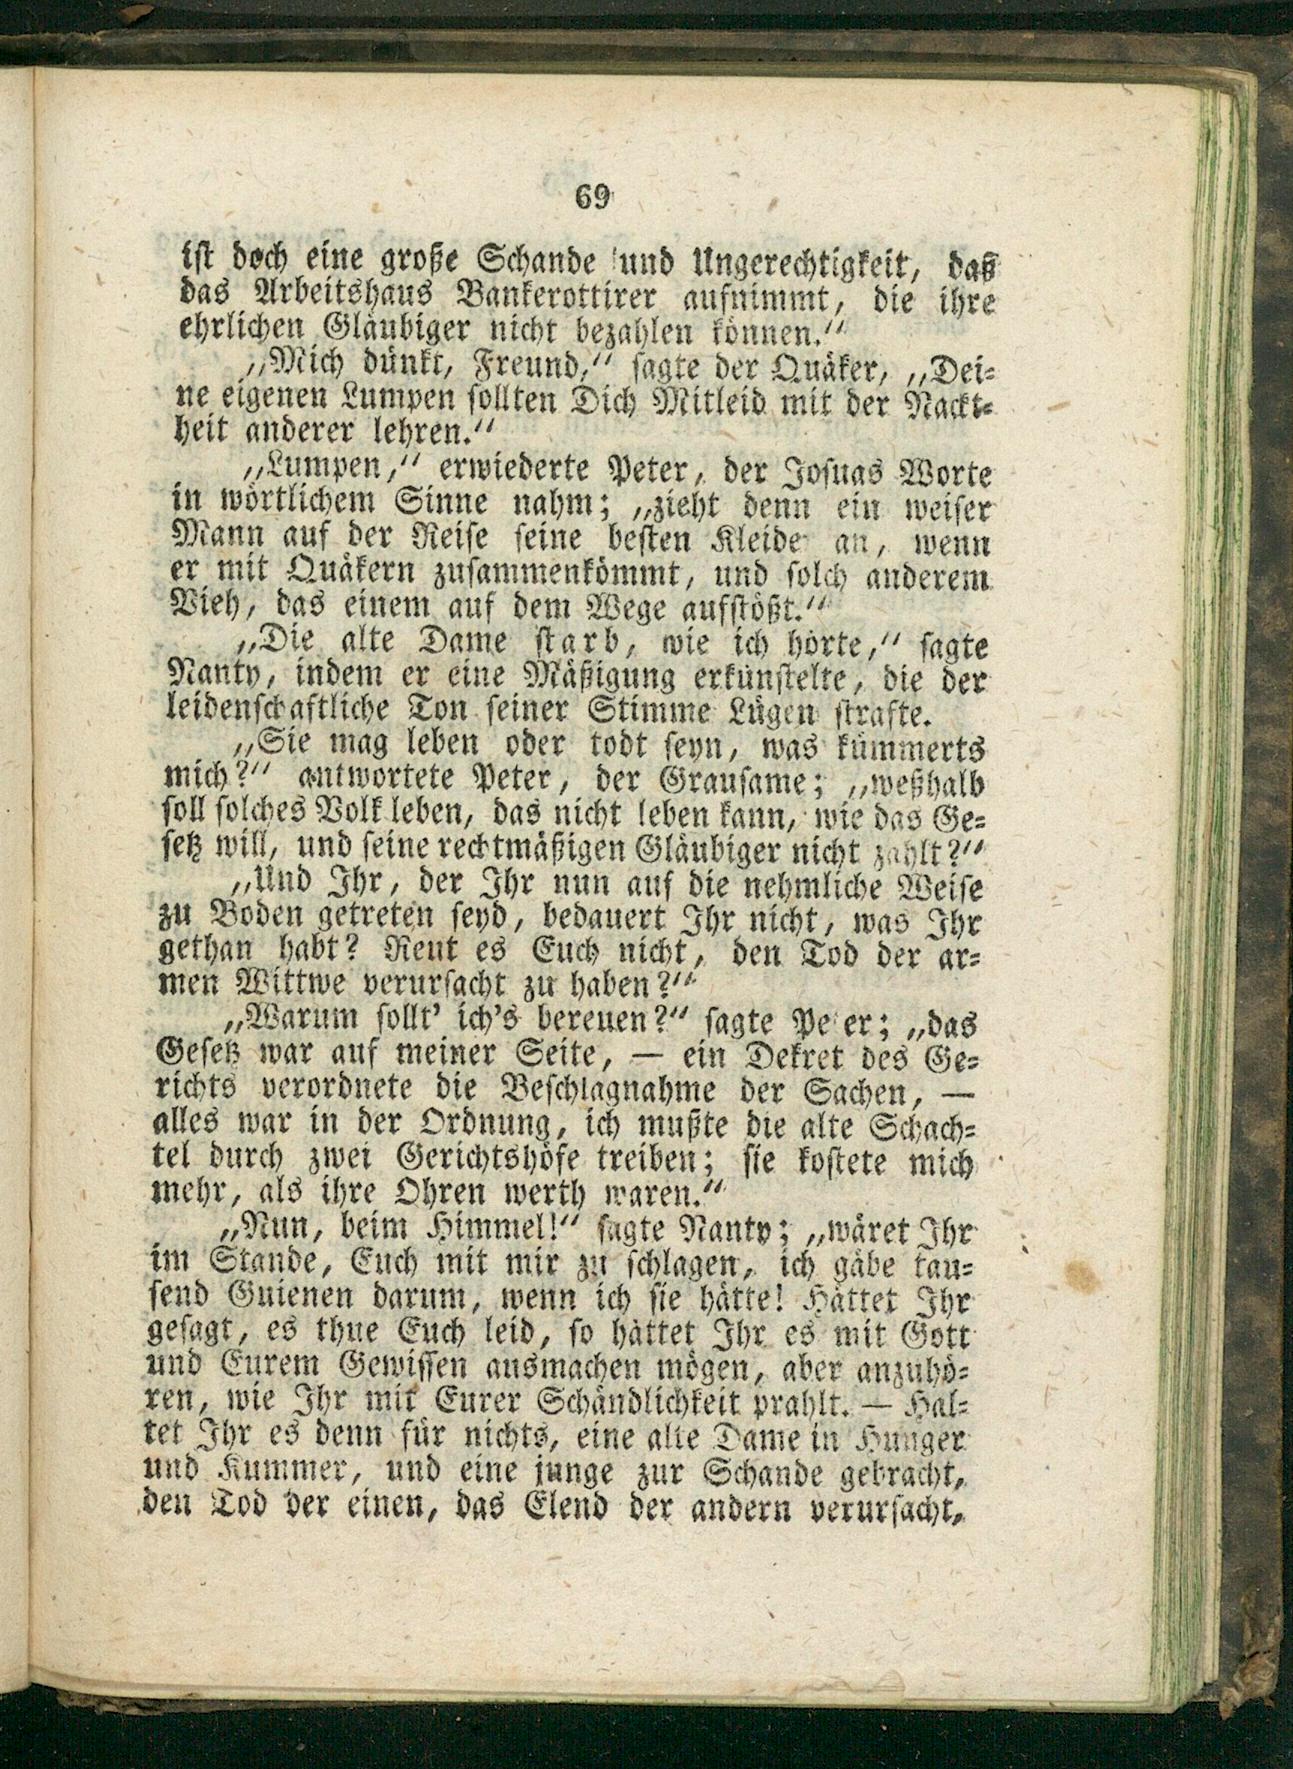 69
ist doch eine große Schande und Ungerechtigkeit, daß
das Arbeitshaus Bankerottirer aufnimmt, die ihre
ehrlichen Gläubiger nicht bezahlen können.“
„Mich dünkt, Freund,“ sagte der Quäker, „Dei-
ne eigenen Lumpen sollten Dich Mitleid mit der Nackt-
heit anderer lehren.“
„Lumpen,“ erwiederte Peter, der Josuas Worte
in wörtlichem Sinne nahm; „zieht denn ein weiser
Mann auf der Reise seine besten Kleide an, wenn
er mit Quäkern zusammenkömmt, und solch anderem
Vieh, das einem auf dem Wege aufstößt.“
„Die alte Dame starb, wie ich hörte,“ sagte
Nanty, indem er eine Mäßigung erkünstelte, die der
leidenschaftliche Ton seiner Stimme Lügen strafte.
„Sie mag leben oder todt seyn, was kümmerts
mich?“ antwortete Peter, der Grausame; „weßhalb
soll solches Volk leben, das nicht leben kann, wie das Ge-
setz will, und seine rechtmäßigen Gläubiger nicht zahlt?“
„Und Ihr, der Ihr nun auf die nehmliche Weise
zu Boden getreten seyd, bedauert Ihr nicht, was Ihr
gethan habt? Reut es Euch nicht, den Tod der ar-
men Wittwe verursacht zu haben?“
„Warum sollt’ ich’s bereuen?“ sagte Pe er; „das
Gesetz war auf meiner Seite, — ein Dekret des Ge-
richts verordnete die Beschlagnahme der Sachen, —
alles war in der Ordnung, ich mußte die alte Schach-
tel durch zwei Gerichtshöfe treiben; sie kostete mich
mehr, als ihre Ohren werth waren.“
„Nun, beim Himmel!“ sagte Nanty; „wäret Ihr
im Stande, Euch mit mir zu schlagen, ich gäbe tau-
send Guienen darum, wenn ich sie hätte! Hättet Ihr
gesagt, es thue Euch leid, so hättet Ihr es mit Gott
und Eurem Gewissen ausmachen mögen, aber anzuhö-
ren, wie Ihr mit Eurer Schändlichkeit prahlt. — Hal-
tet Ihr es denn für nichts, eine alte Dame in Hunger
und Kummer, und eine junge zur Schande gebracht,
den Tod der einen, das Elend der andern verursacht,